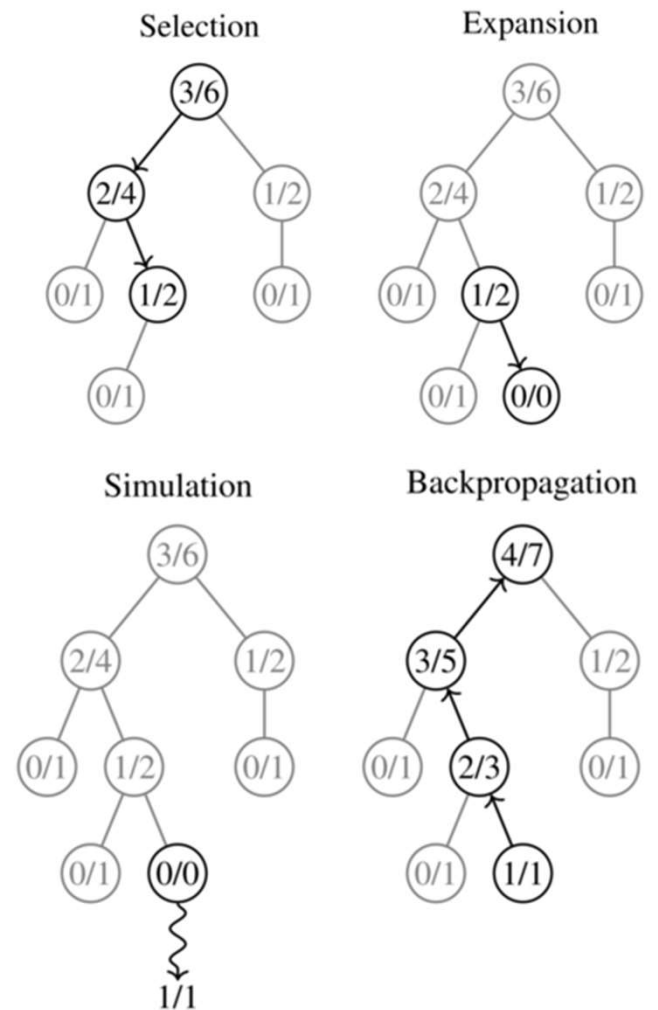 Selection
3/6
2/4 1/2
0/1 1/2 0/1
0/1
Expansion
3/6
2/4 1/2
0/1 1/2 0/1
0/1 0/0
Simulation
3/6
2/4 1/2
0/1 1/2 0/1
0/1 0/0
1/1
Backpropagation
4/7
3/5 1/2
0/1 2/3 0/1
0/1 1/1